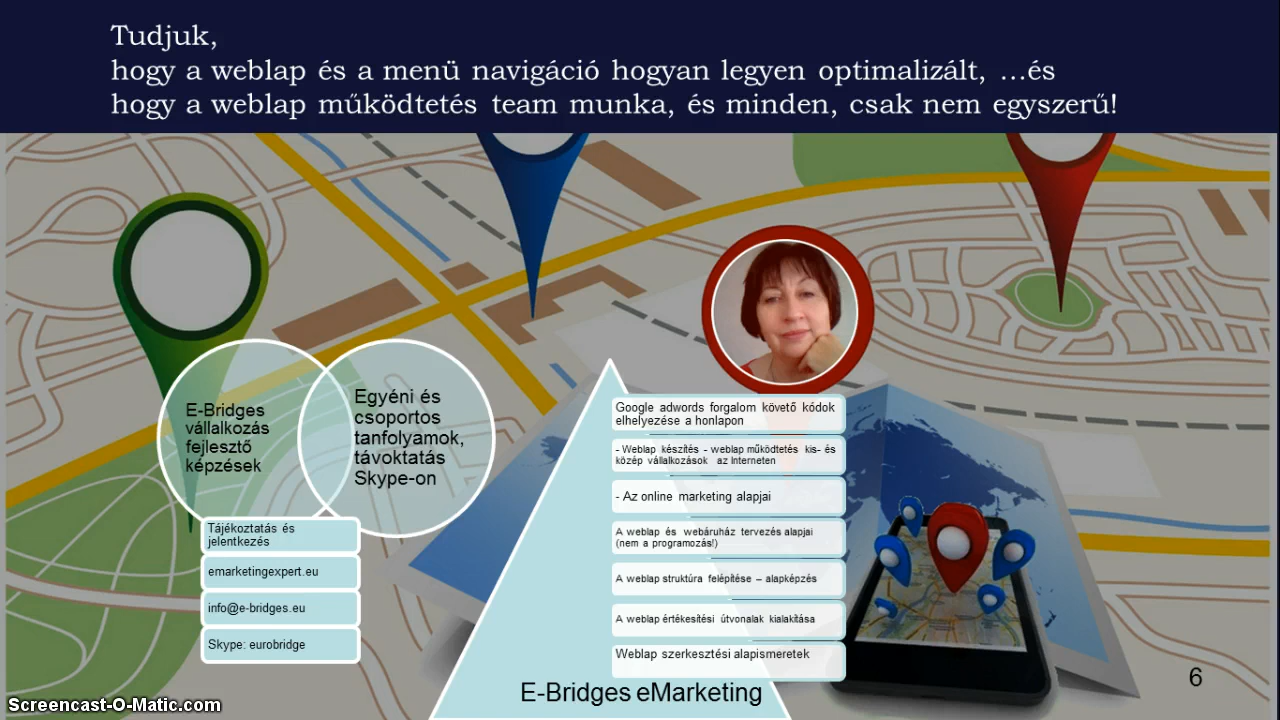 Tudjuk,
hogy a weblap és a menü navigáció hogyan legyen optimalizált, ...és
hogy a weblap működtetés team munka, és minden, csak nem egyszerű!
E-Bridges
vállalkozás
fejlesztő
képzések
Egyéni és
csoportos
tanfolyamok,
távoktatás
Skype-on
Tájékoztatás és
jelentkezés
emarketingexpert.eu
info@e-bridges.eu
Skype: eurobridge
Google adwords forgalom követő kódok
elhelyezése a honlapon
- Weblap készítés - weblap működtetés kis- és
közép vállalkozások az Interneten
- Az online marketing alapjai
A weblap és webáruház tervezés alapjai
(nem a programozás!)
A weblap struktúra felépítése – alapképzés
A weblap értékesítési útvonalak kialakítása
Weblap szerkesztési alapismeretek
E-Bridges eMarketing
6
Screencast-O-Matic.com